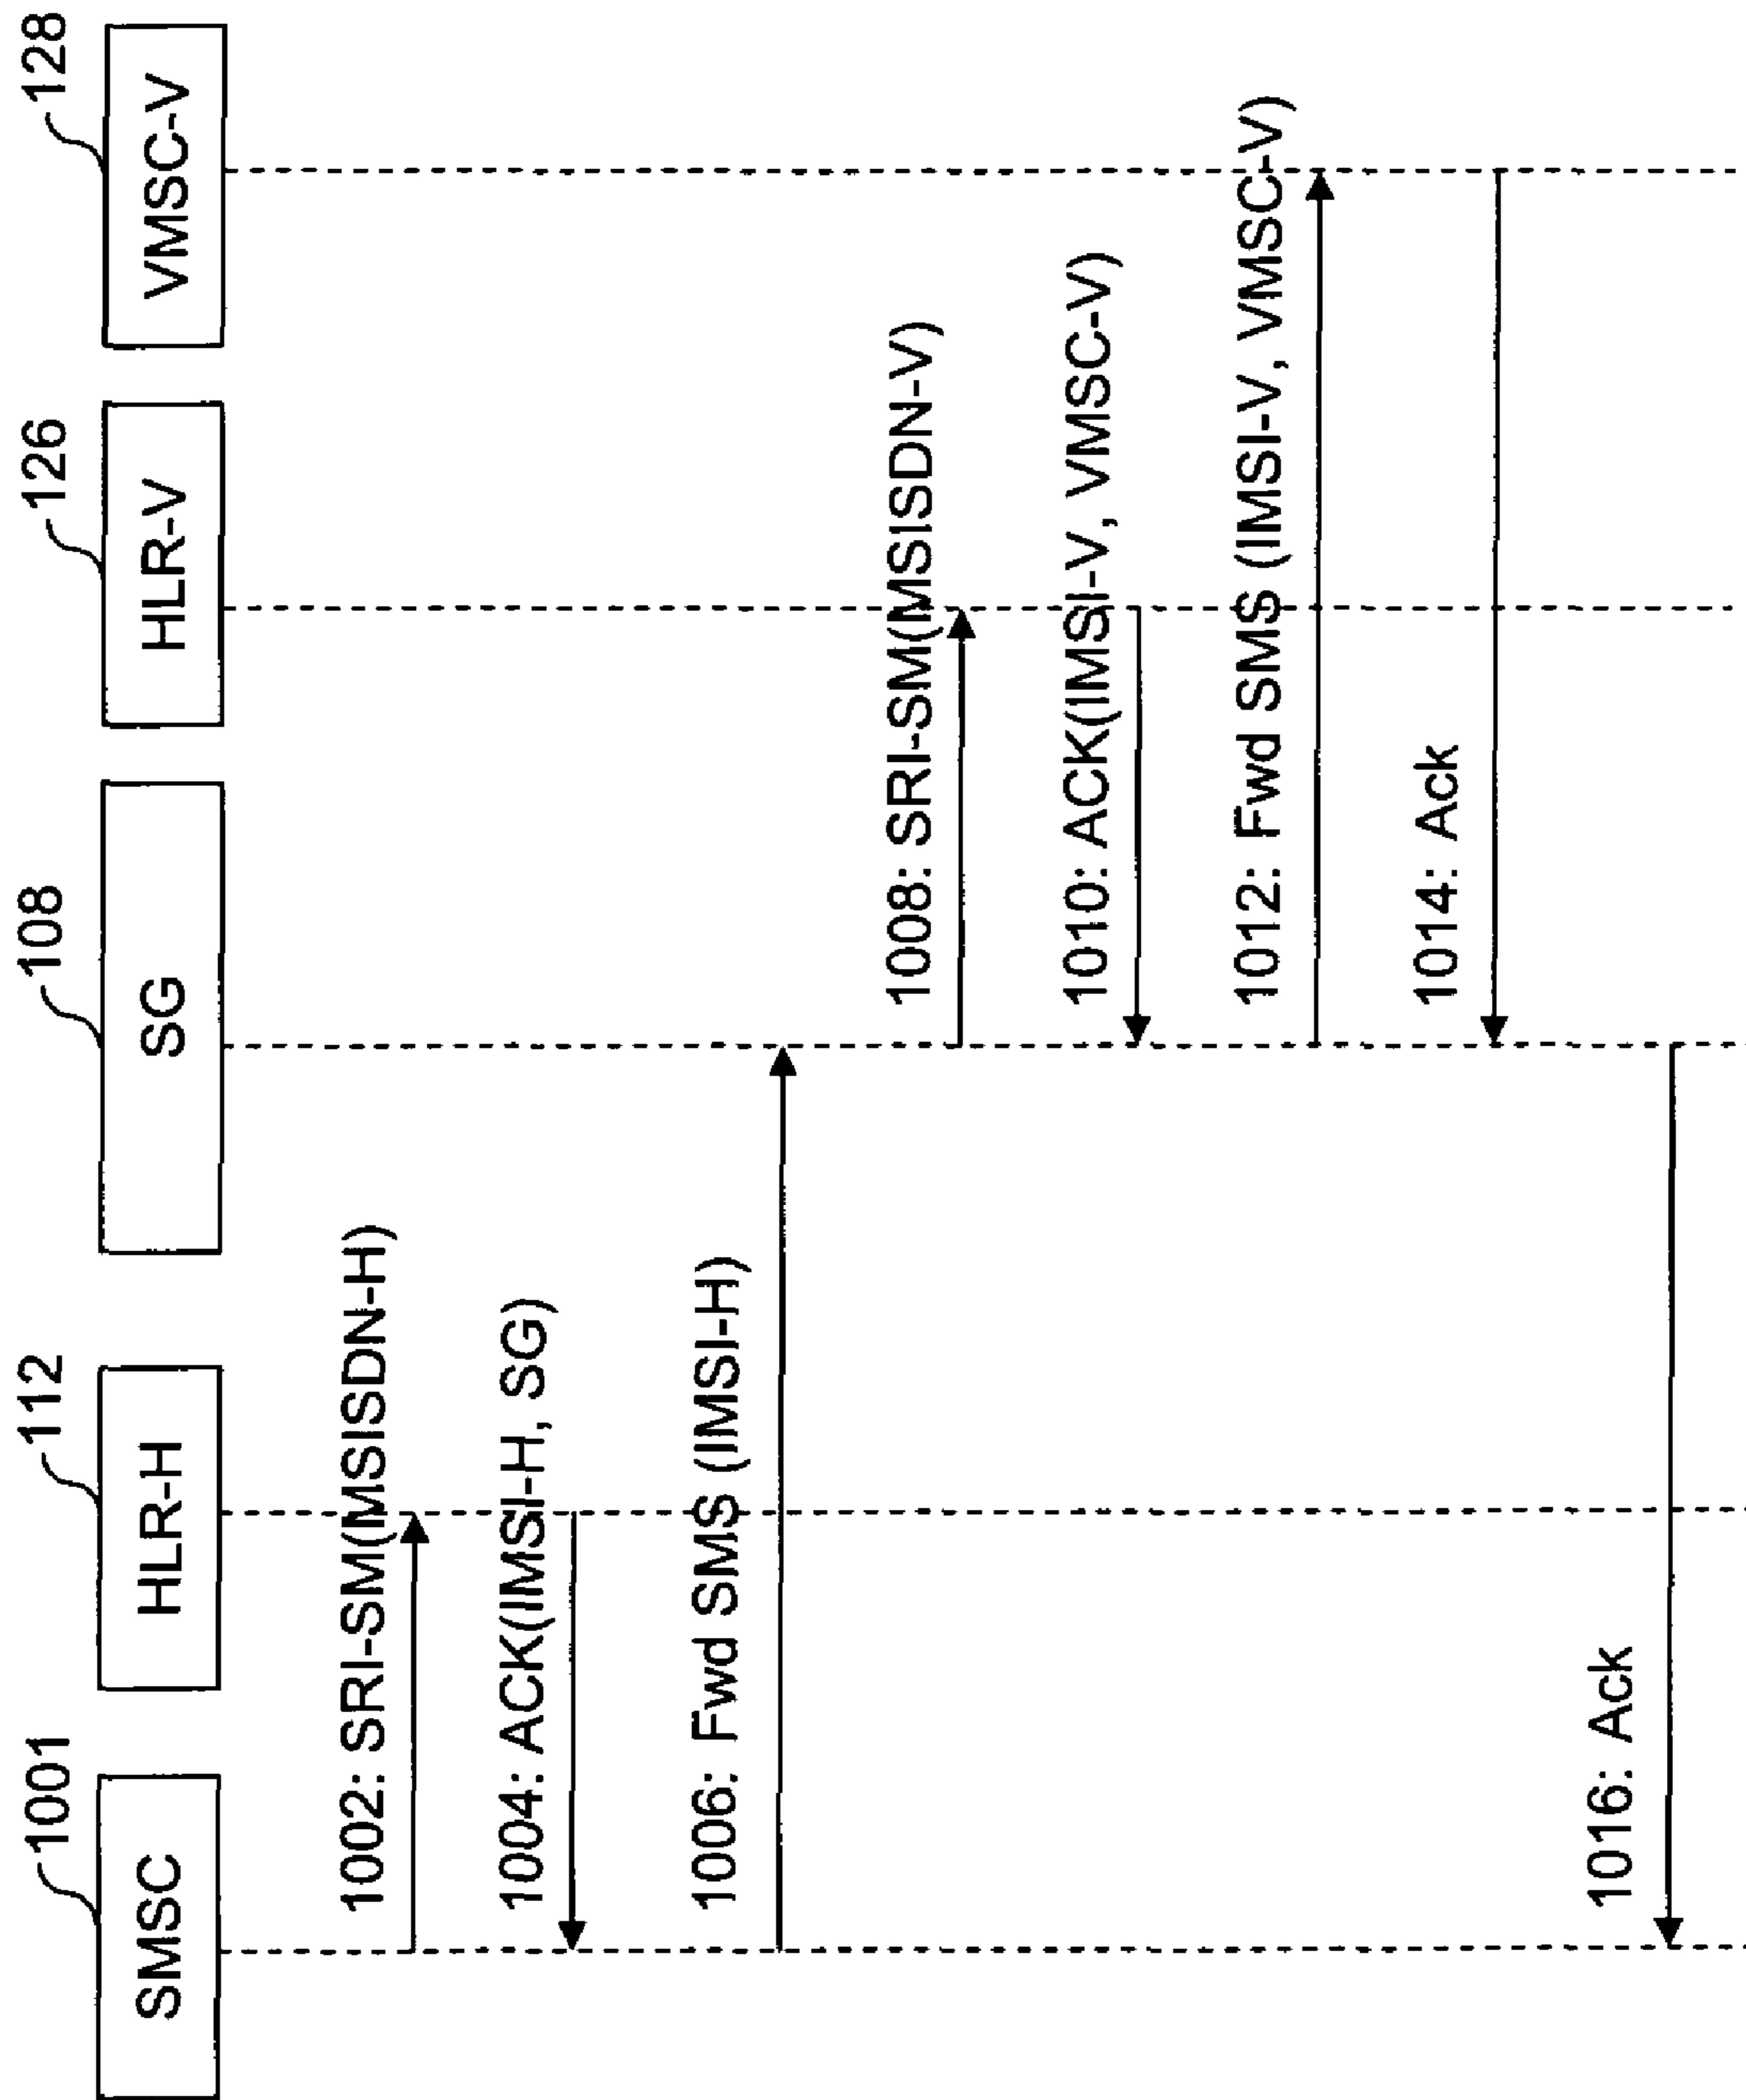 1001
112
108
126
128
SMSC
HLR-H
SG
HLR-V
VMSC-V
1002: SRI-SM(MSISDN-H)
1004: ACK(IMSI-H, SG)
1006: Fwd SMS (IMSI-H)
1008: SRI-SM(MSISDN-V)
1010: ACK(IMSI-V, VMSC-V)
1012: Fwd SMS (IMSI-V, VMSC-V)
1014: Ack
1016: Ack